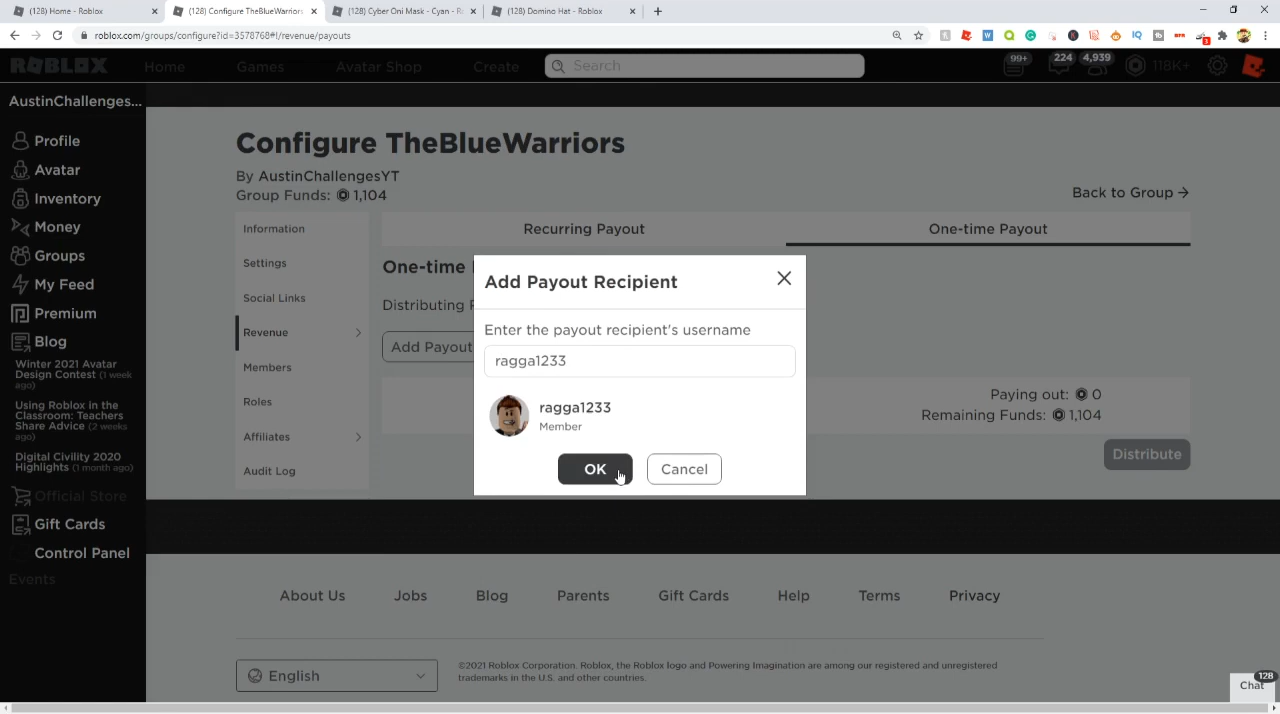 (128) Home - Roblox
(128) Configure TheBlueWarriors
(128) Cyber Oni Mask - Cyan - R
(128) Domino Hat - Roblox
roblox.com/groups/configure?id=3578768#!/revenue/payouts
ROBLOX
Home
Games
Avatar Shop
Create
Search
99+
224
4,939
118K+
AustinChallenges...
Profile
Avatar
Inventory
Money
Groups
My Feed
Premium
Blog
Winter 2021 Avatar
Design Contest (1 week
ago)
Using Roblox in the
Classroom: Teachers
Share Advice (2 weeks
ago)
Digital Civility 2020
Highlights (1 month ago)
Official Store
Gift Cards
Control Panel
Events
Configure TheBlueWarriors
By AustinChallengesYT
Group Funds: 1,104
Back to Group
Information
Settings
Social Links
Revenue
Members
Roles
Affiliates
Audit Log
Recurring Payout
One-time Payout
One-time
Distributing
Add Payout
Add Payout Recipient
Enter the payout recipient's username
ragga1233
ragga1233
Member
OK
Cancel
Paying out: 0
Remaining Funds: 1,104
Distribute
About Us
Jobs
Blog
Parents
Gift Cards
Help
Terms
Privacy
English
©2021 Roblox Corporation. Roblox, the Roblox logo and Powering Imagination are among our registered and unregistered
trademarks in the U.S. and other countries.
Chat
128